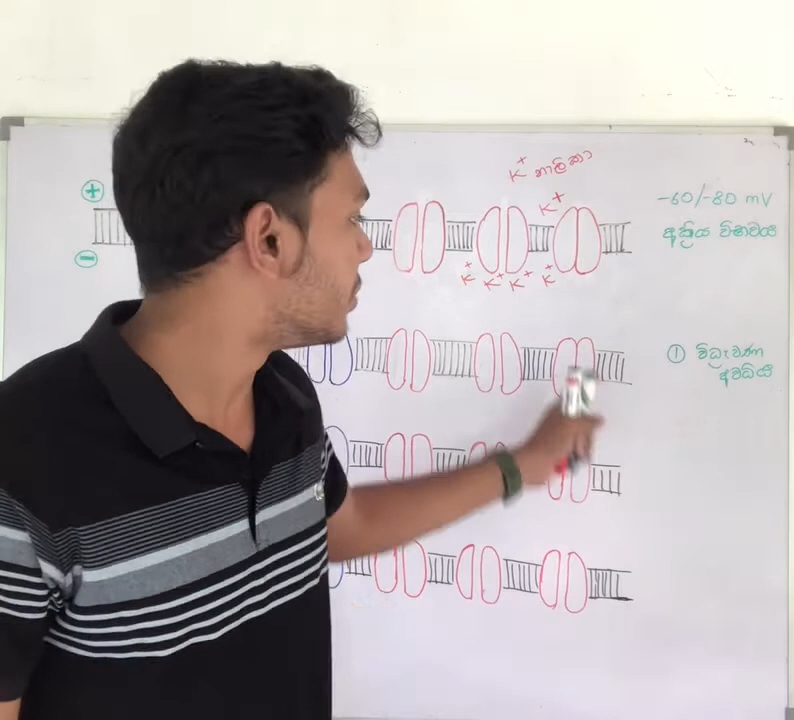 K⁺ නාලිකා
⊕
K⁺
-60/-80 mV
අක්‍රිය විභවය
⊖
K⁺ K⁺ K⁺ K⁺
① විධ්‍රැවණ
අවධිය